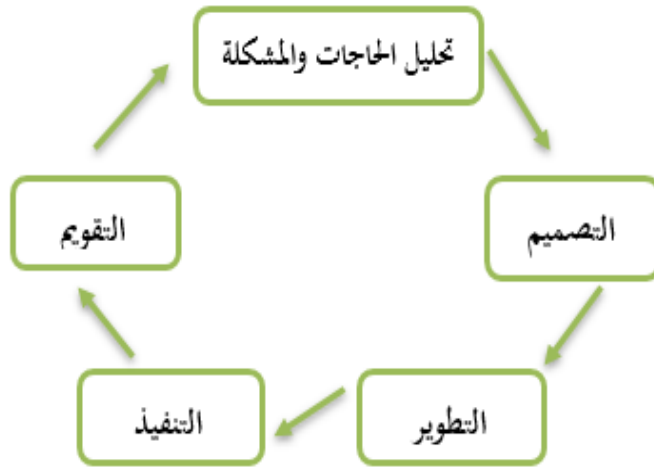 تحليل الحاجات والمشكلة
التصميم
التطوير
التنفيذ
التقويم